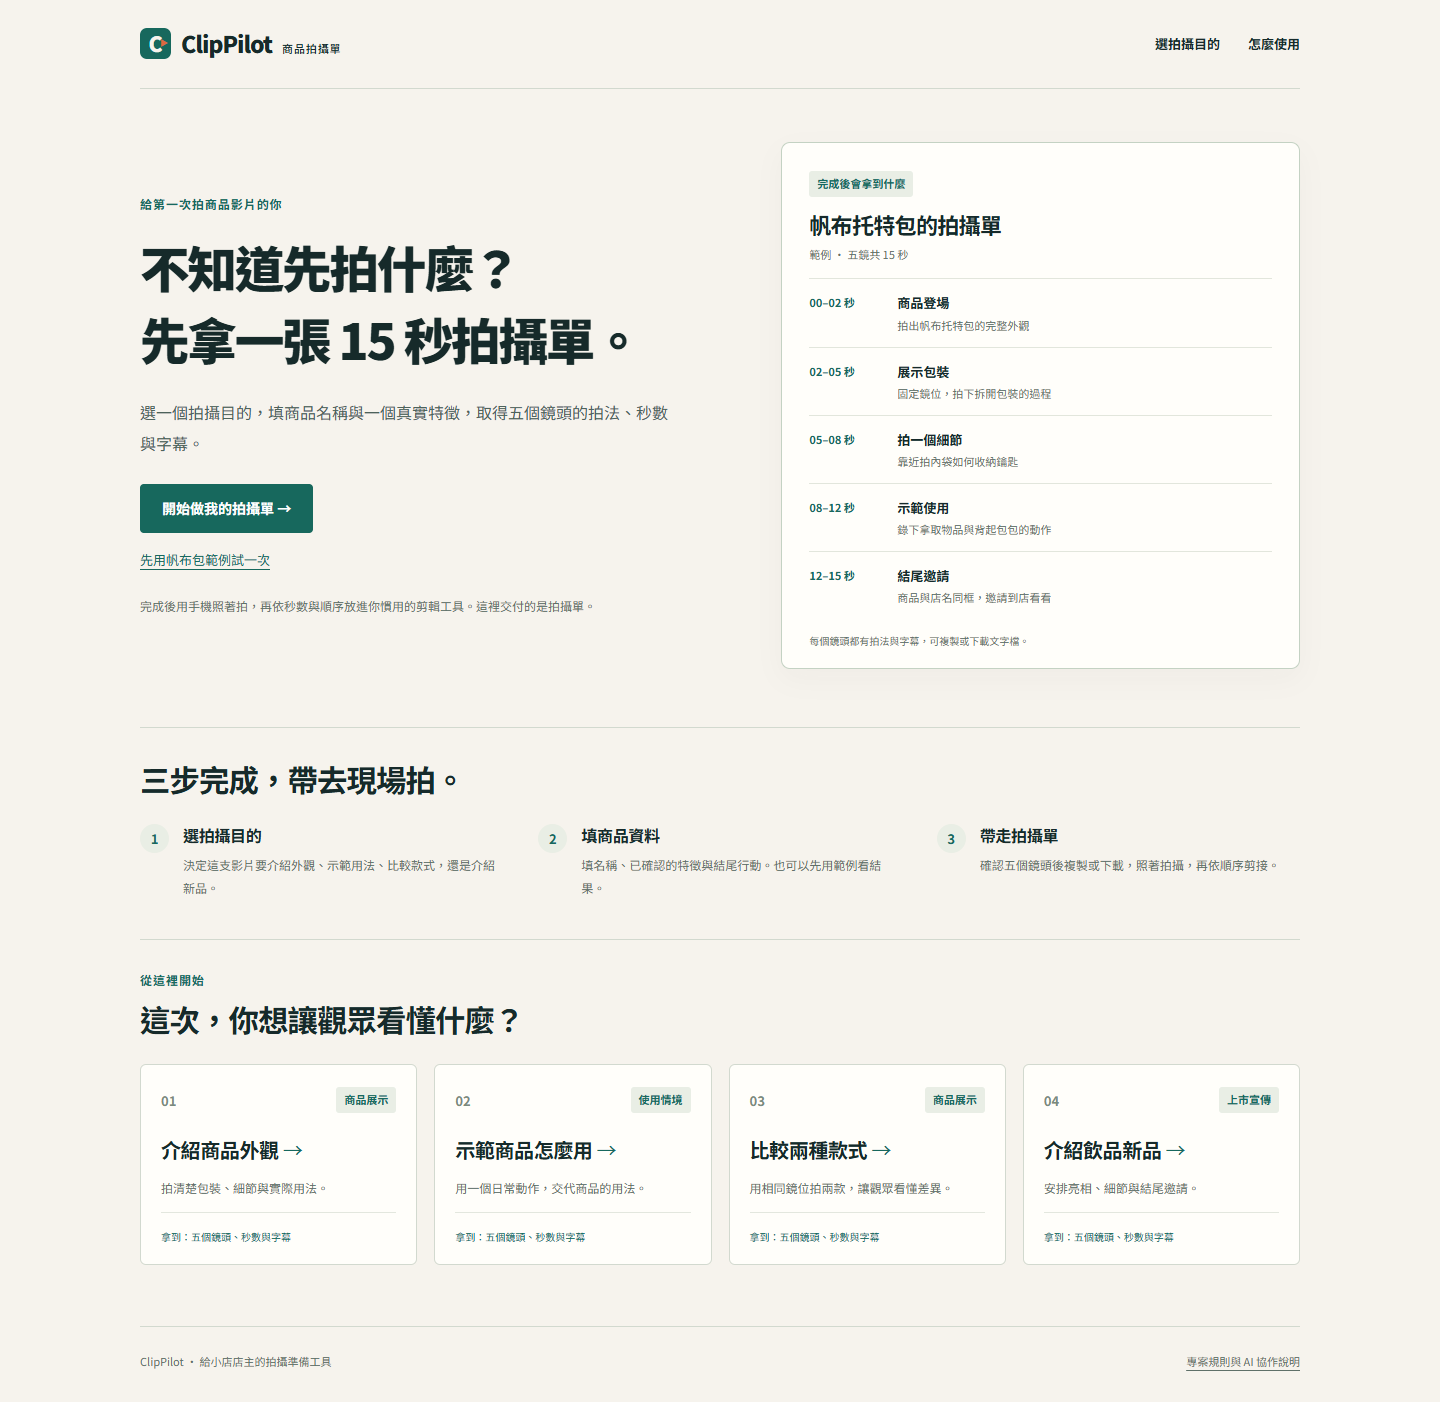 ClipPilot 商品拍攝單
選拍攝目的 怎麼使用
給第一次拍商品影片的你
不知道先拍什麼？
先拿一張 15 秒拍攝單。
選一個拍攝目的，填商品名稱與一個真實特徵，取得五個鏡頭的拍法、秒數
與字幕。
開始做我的拍攝單 →
先用帆布包範例試一次
完成後用手機照著拍，再依秒數與順序放進你慣用的剪輯工具。這裡交付的是拍攝單。
完成後會拿到什麼
帆布托特包的拍攝單
範例 · 五鏡共 15 秒
00–02 秒 商品登場
拍出帆布托特包的完整外觀
02–05 秒 展示包裝
固定鏡位，拍下拆開包裝的過程
05–08 秒 拍一個細節
靠近拍內袋如何收納鑰匙
08–12 秒 示範使用
錄下拿取物品與背起包包的動作
12–15 秒 結尾邀請
商品與店名同框，邀請到店看看
每個鏡頭都有拍法與字幕，可複製或下載文字檔。
三步完成，帶去現場拍。
1 選拍攝目的
決定這支影片要介紹外觀、示範用法、比較款式，還是介紹
新品。
2 填商品資料
填名稱、已確認的特徵與結尾行動。也可以先用範例看結
果。
3 帶走拍攝單
確認五個鏡頭後複製或下載，照著拍攝，再依順序剪接。
從這裡開始
這次，你想讓觀眾看懂什麼？
01 商品展示
介紹商品外觀 →
拍清楚包裝、細節與實際用法。
拿到：五個鏡頭、秒數與字幕
02 使用情境
示範商品怎麼用 →
用一個日常動作，交代商品的用法。
拿到：五個鏡頭、秒數與字幕
03 商品展示
比較兩種款式 →
用相同鏡位拍兩款，讓觀眾看懂差異。
拿到：五個鏡頭、秒數與字幕
04 上市宣傳
介紹飲品新品 →
安排亮相、細節與結尾邀請。
拿到：五個鏡頭、秒數與字幕
ClipPilot · 給小店店主的拍攝準備工具
專案規則與 AI 協作說明